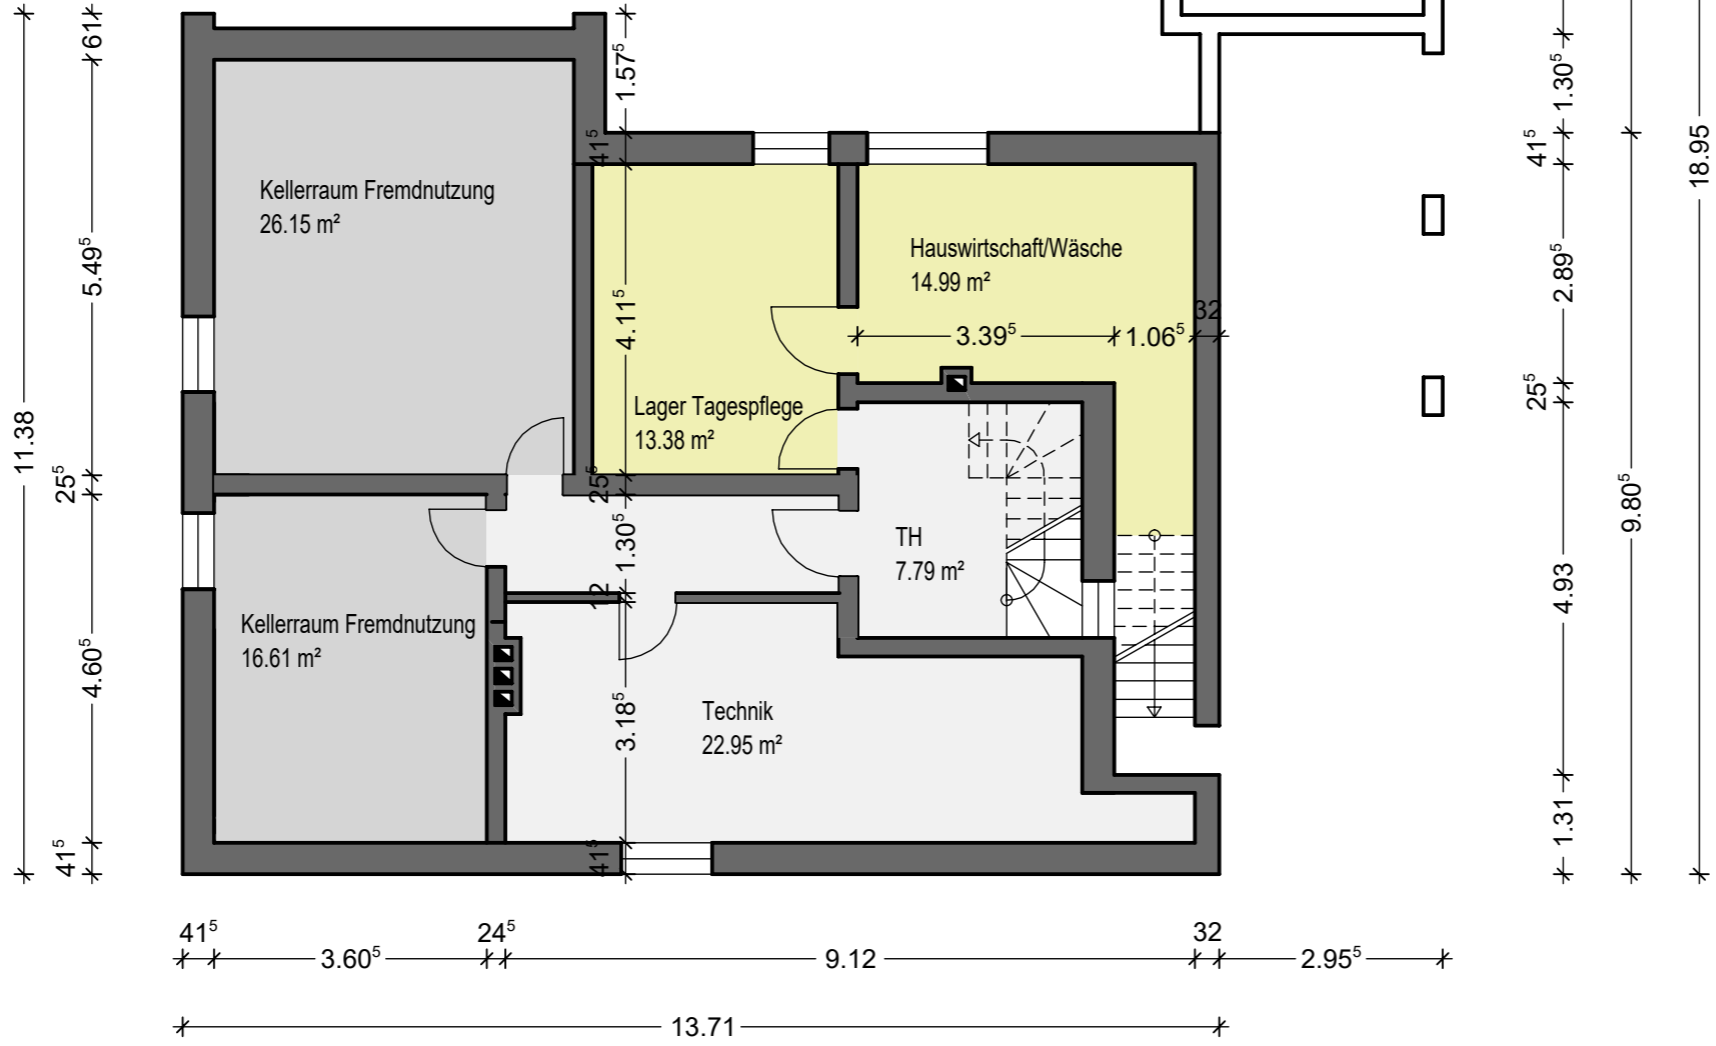 Kellerraum Fremdnutzung
26.15 m²
Hauswirtschaft/Wäsche
14.99 m²
Lager Tagespflege
13.38 m²
TH
7.79 m²
Kellerraum Fremdnutzung
16.61 m²
Technik
22.95 m²
11.38
61
5.49⁵
25⁵
4.60⁵
41⁵
1.57⁵
41⁵
4.11⁵
25⁵
1.30⁵
12
3.18⁵
41⁵
3.39⁵
1.06⁵
32
1.30⁵
41⁵
2.89⁵
25⁵
4.93
1.31
9.80⁵
18.95
41⁵
24⁵
32
3.60⁵
9.12
2.95⁵
13.71